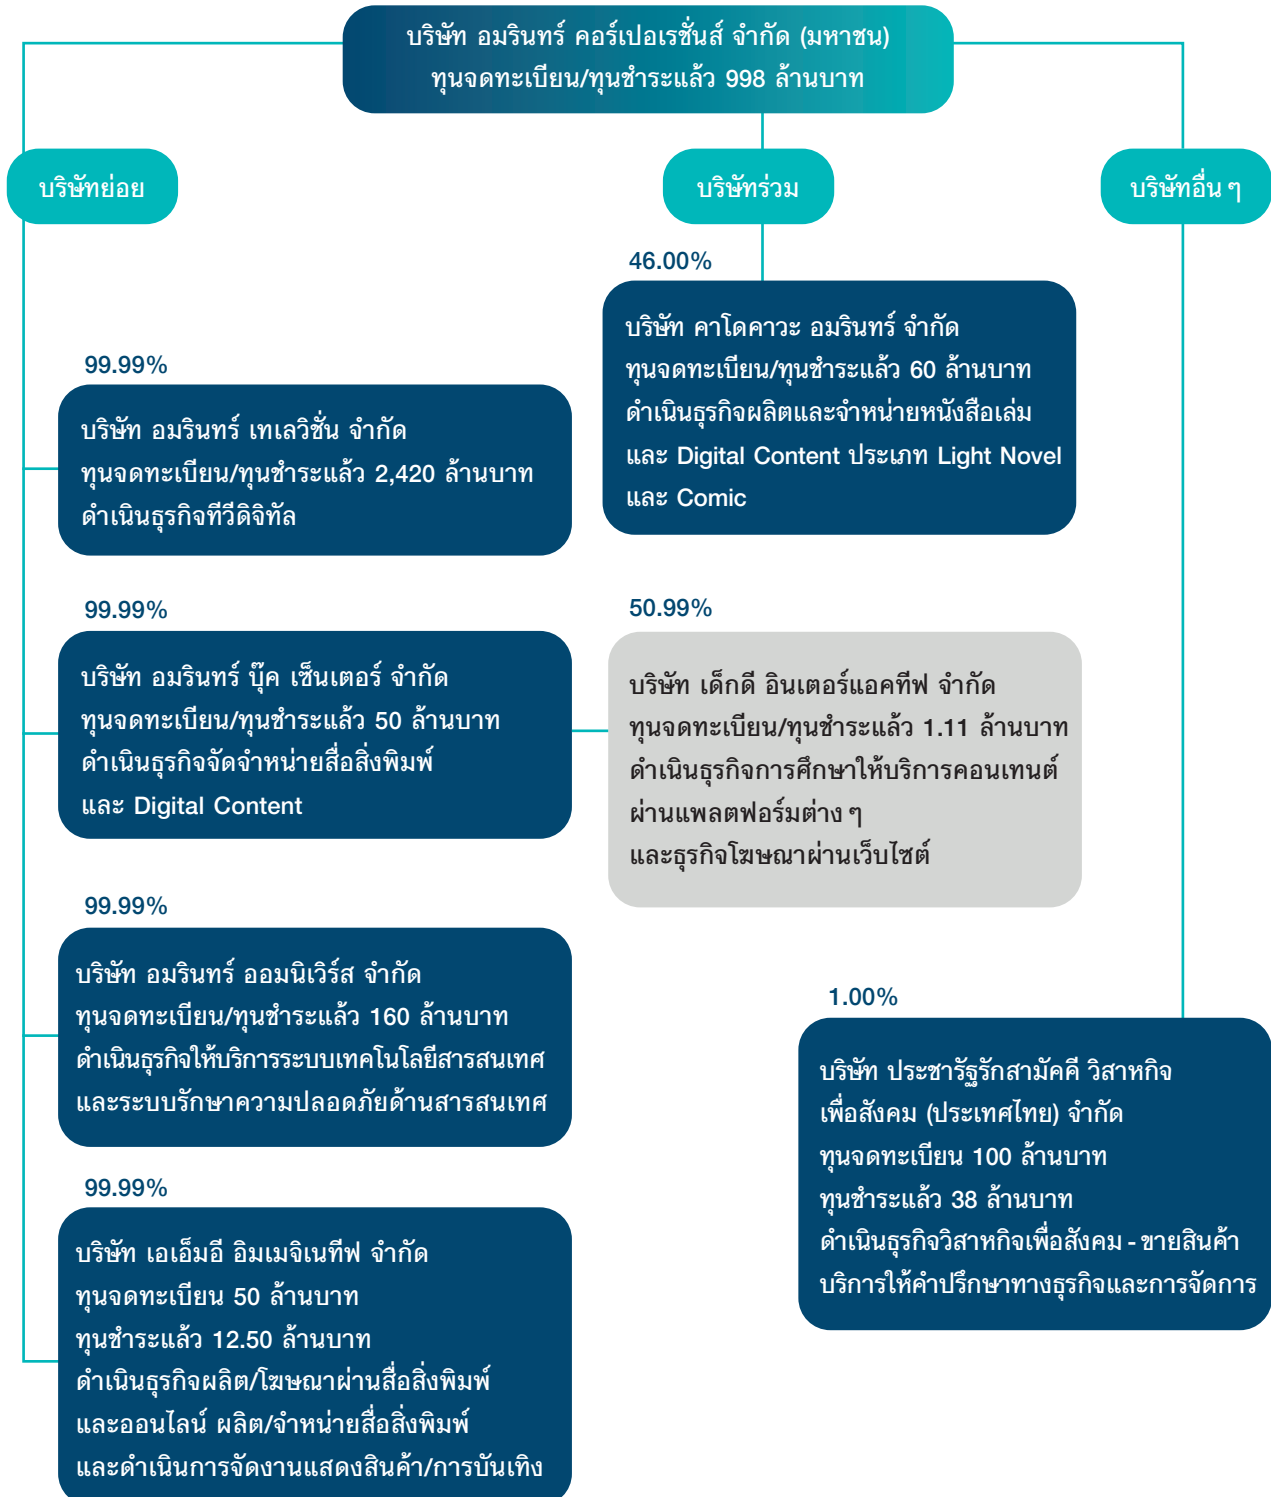 บริษัท อมรินทร์ คอร์เปอเรชั่นส์ จำกัด (มหาชน)
ทุนจดทะเบียน/ทุนชำระแล้ว 998 ล้านบาท
บริษัทย่อย
บริษัทร่วม
บริษัทอื่น ๆ
99.99%
บริษัท อมรินทร์ เทเลวิชั่น จำกัด
ทุนจดทะเบียน/ทุนชำระแล้ว 2,420 ล้านบาท
ดำเนินธุรกิจทีวีดิจิทัล
99.99%
บริษัท อมรินทร์ บุ๊ค เซ็นเตอร์ จำกัด
ทุนจดทะเบียน/ทุนชำระแล้ว 50 ล้านบาท
ดำเนินธุรกิจจัดจำหน่ายสื่อสิ่งพิมพ์
และ Digital Content
99.99%
บริษัท อมรินทร์ ออมนิเวิร์ส จำกัด
ทุนจดทะเบียน/ทุนชำระแล้ว 160 ล้านบาท
ดำเนินธุรกิจให้บริการระบบเทคโนโลยีสารสนเทศ
และระบบรักษาความปลอดภัยด้านสารสนเทศ
99.99%
บริษัท เอเอ็มอี อิมเมจิเนทีฟ จำกัด
ทุนจดทะเบียน 50 ล้านบาท
ทุนชำระแล้ว 12.50 ล้านบาท
ดำเนินธุรกิจผลิต/โฆษณาผ่านสื่อสิ่งพิมพ์
และออนไลน์ ผลิต/จำหน่ายสื่อสิ่งพิมพ์
และดำเนินการจัดงานแสดงสินค้า/การบันเทิง
46.00%
บริษัท คาโดคาวะ อมรินทร์ จำกัด
ทุนจดทะเบียน/ทุนชำระแล้ว 60 ล้านบาท
ดำเนินธุรกิจผลิตและจำหน่ายหนังสือเล่ม
และ Digital Content ประเภท Light Novel
และ Comic
50.99%
บริษัท เด็กดี อินเตอร์แอคทีฟ จำกัด
ทุนจดทะเบียน/ทุนชำระแล้ว 1.11 ล้านบาท
ดำเนินธุรกิจการศึกษาให้บริการคอนเทนต์
ผ่านแพลตฟอร์มต่าง ๆ
และธุรกิจโฆษณาผ่านเว็บไซต์
1.00%
บริษัท ประชารัฐรักสามัคคี วิสาหกิจ
เพื่อสังคม (ประเทศไทย) จำกัด
ทุนจดทะเบียน 100 ล้านบาท
ทุนชำระแล้ว 38 ล้านบาท
ดำเนินธุรกิจวิสาหกิจเพื่อสังคม - ขายสินค้า
บริการให้คำปรึกษาทางธุรกิจและการจัดการ